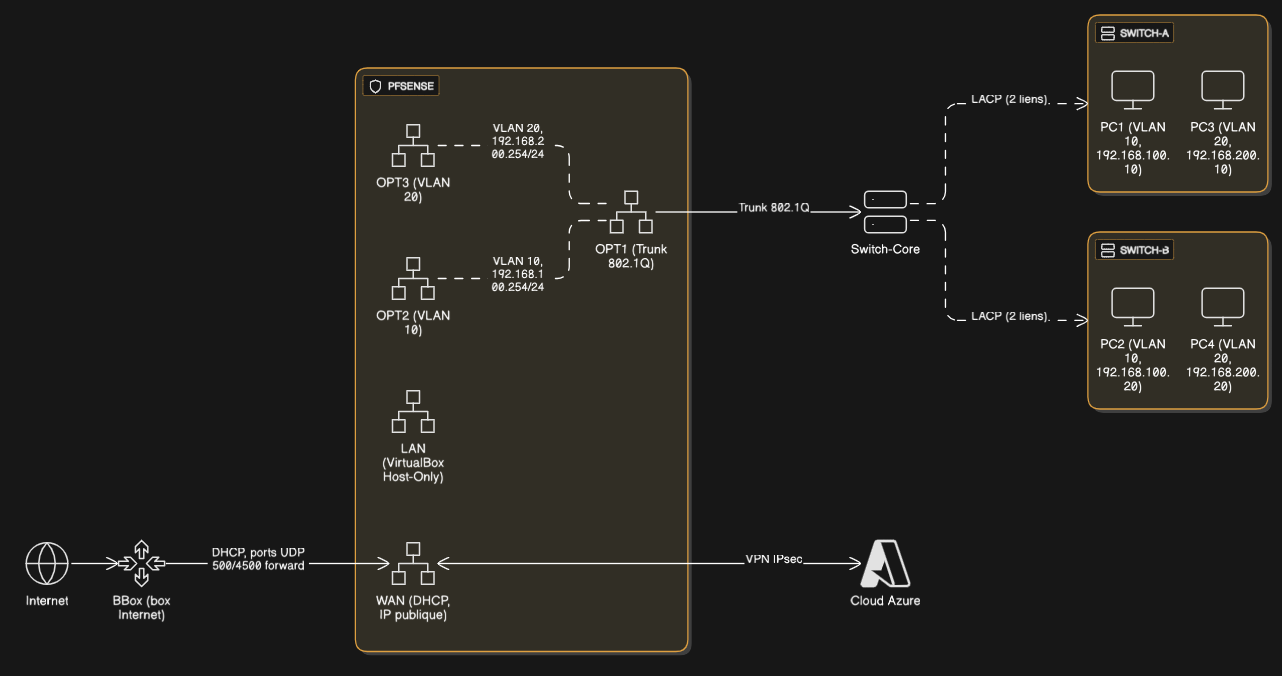 SWITCH-A
LACP (2 liens).
PC1 (VLAN
10,
192.168.100.
10)
PC3 (VLAN
20,
192.168.200.
10)
PFSENSE
VLAN 20,
192.168.2
00.254/24
OPT3 (VLAN
20)
Trunk 802.1Q
OPT1 (Trunk
802.1Q)
Switch-Core
SWITCH-B
VLAN 10,
192.168.1
00.254/24
OPT2 (VLAN
10)
LACP (2 liens).
PC2 (VLAN
10,
192.168.100.
20)
PC4 (VLAN
20,
192.168.200.
20)
LAN
(VirtualBox
Host-Only)
DHCP, ports UDP
500/4500 forward
VPN IPsec
Internet
BBox (box
Internet)
WAN (DHCP,
IP publique)
Cloud Azure